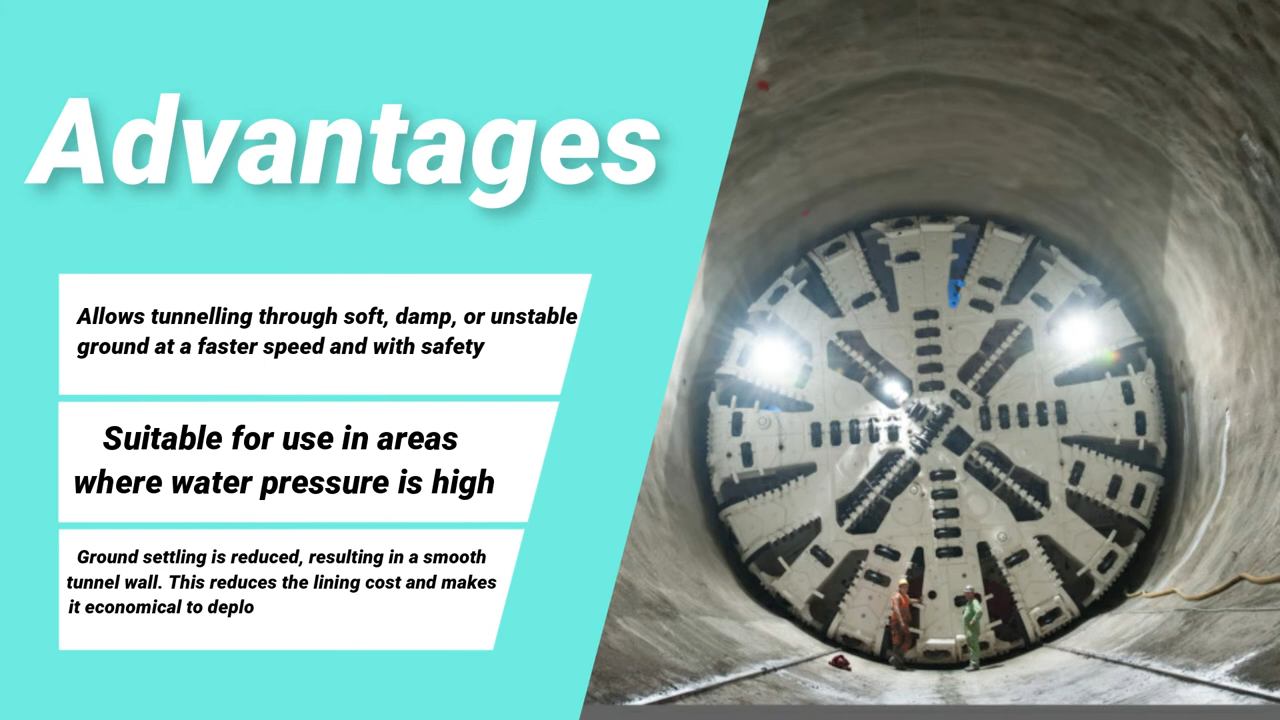 Advantages
Allows tunnelling through soft, damp, or unstable
ground at a faster speed and with safety
Suitable for use in areas
where water pressure is high
Ground settling is reduced, resulting in a smooth
tunnel wall. This reduces the lining cost and makes
it economical to deplo